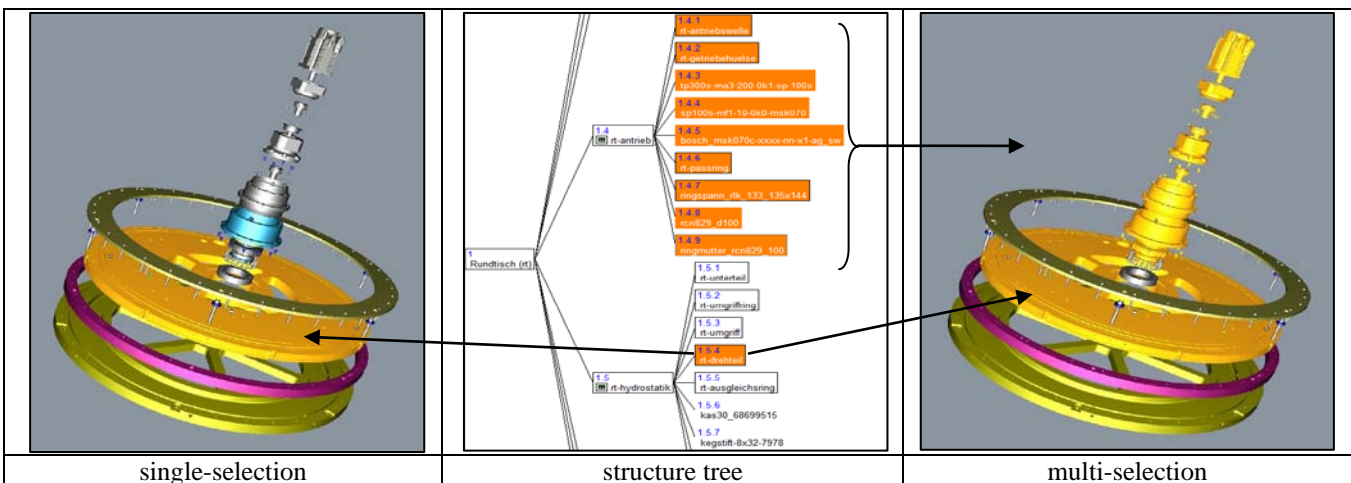 1.4.1
rt-antriebswelle
1.4.2
rt-getriebehuelse
1.4.3
tp300s-ma3-200-0k1-sp-100s
1.4.4
sp100s-mf1-10-0k0-msk070
1.4
rt-antrieb
1.4.5
bosch_msk070c-xxxx-nn-x1-ag_sw
1.4.6
rt-passring
1.4.7
ringspann_rlk_133_135x144
1.4.8
rcn829_d100
1.4.9
ringmutter_rcn829_100
1
Rundtisch (rt)
1.5.1
rt-unterteil
1.5.2
rt-umgriffring
1.5.3
rt-umgriff
1.5.4
rt-drehteil
1.5
rt-hydrostatik
1.5.5
rt-ausgleichsring
1.5.6
kas30_68699515
1.5.7
kegstift-8x32-7978
single-selection
structure tree
multi-selection